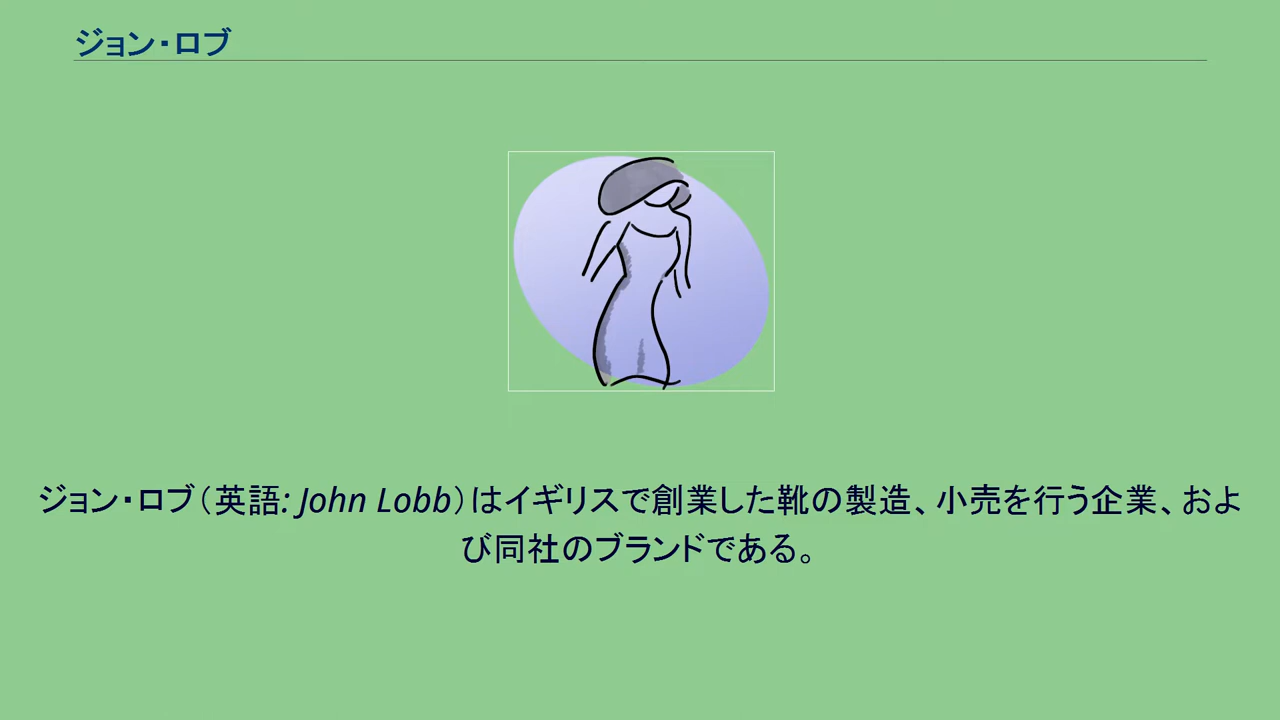 ジョン・ロブ
ジョン・ロブ（英語: John Lobb）はイギリスで創業した靴の製造、小売を行う企業、およ
び同社のブランドである。